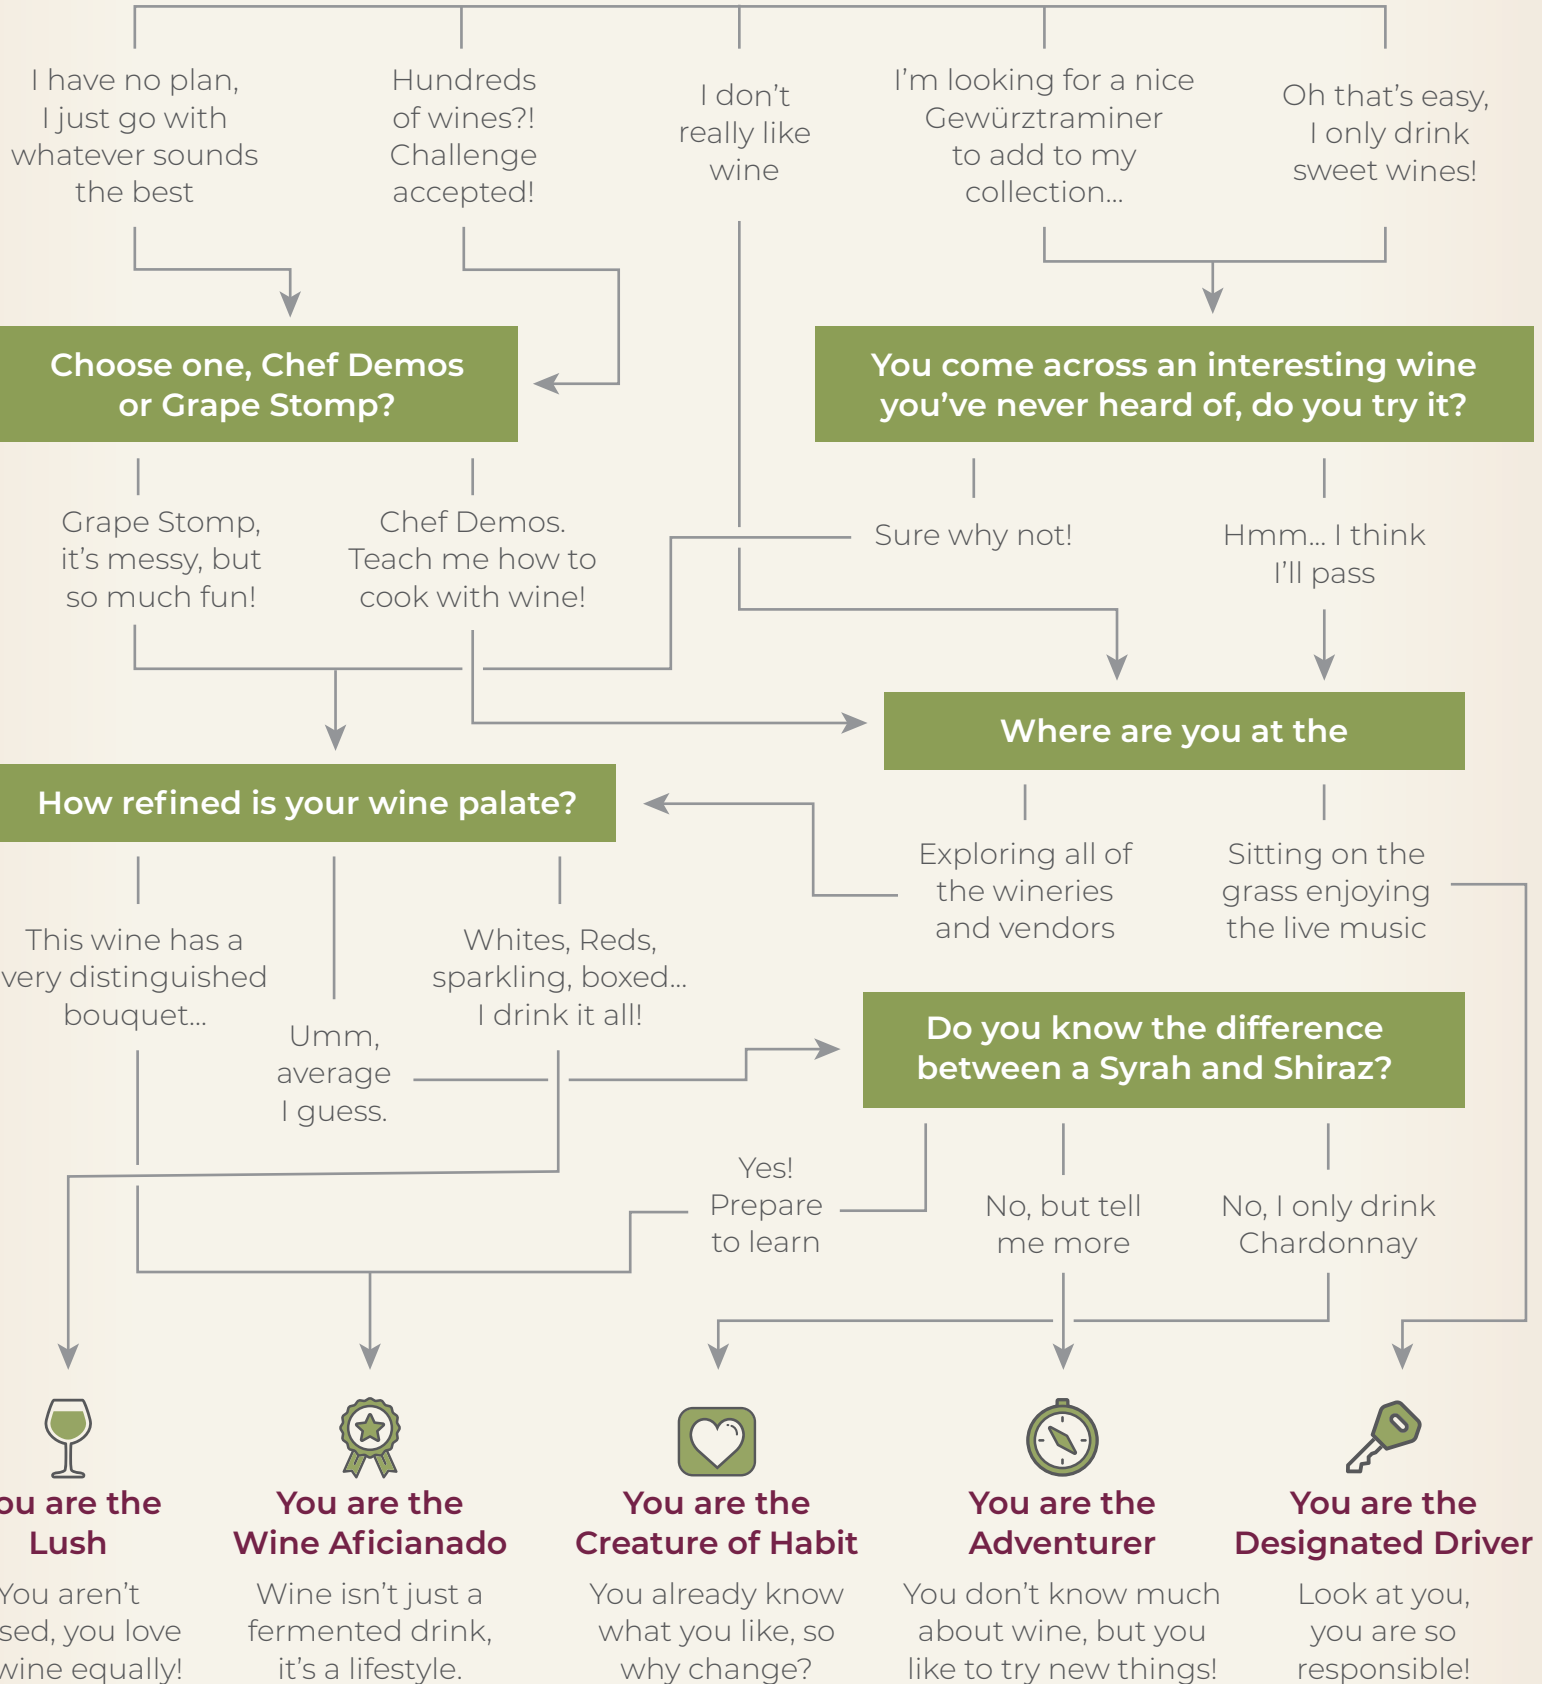 I have no plan,
I just go with
whatever sounds
the best
Hundreds
of wines?!
Challenge
accepted!
I don't
really like
wine
I'm looking for a nice
Gewürztraminer
to add to my
collection...
Oh that's easy,
I only drink
sweet wines!
Choose one, Chef Demos
or Grape Stomp?
You come across an interesting wine
you've never heard of, do you try it?
Grape Stomp,
it's messy, but
so much fun!
Chef Demos.
Teach me how to
cook with wine!
Sure why not!
Hmm... I think
I'll pass
Where are you at the
How refined is your wine palate?
Exploring all of
the wineries
and vendors
Sitting on the
grass enjoying
the live music
This wine has a
very distinguished
bouquet...
Umm,
average
I guess.
Whites, Reds,
sparkling, boxed...
I drink it all!
Do you know the difference
between a Syrah and Shiraz?
Yes!
Prepare
to learn
No, but tell
me more
No, I only drink
Chardonnay
are the
Lush
You aren't
you love
wine equally!
You are the
Wine Aficianado
Wine isn't just a
fermented drink,
it's a lifestyle.
You are the
Creature of Habit
You already know
what you like, so
why change?
You are the
Adventurer
You don't know much
about wine, but you
like to try new things!
You are the
Designated Driver
Look at you,
you are so
responsible!